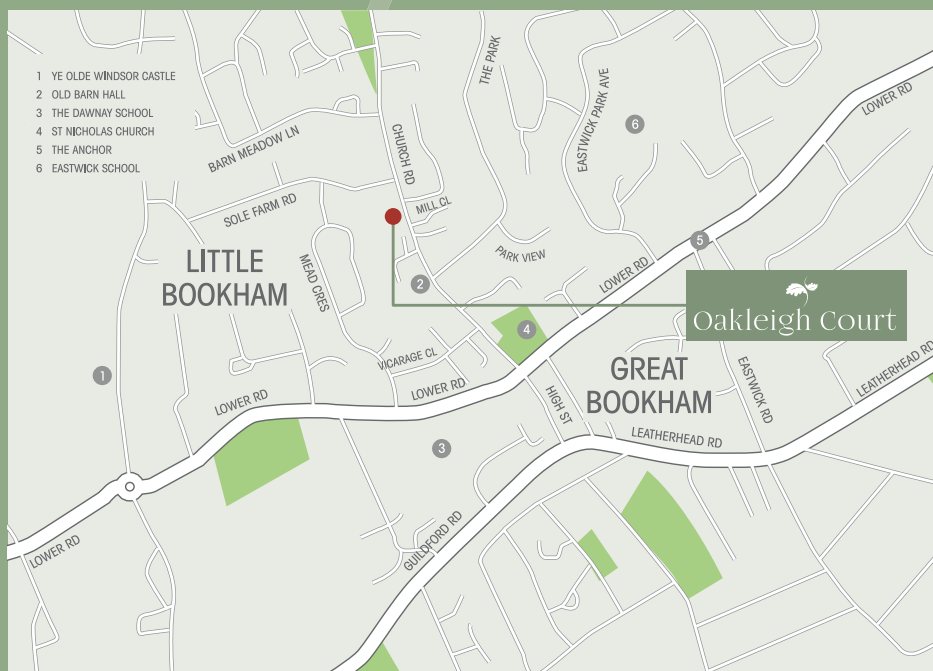 1 YE OLDE WINDSOR CASTLE
2 OLD BARN HALL
3 THE DAWNAY SCHOOL
4 ST NICHOLAS CHURCH
5 THE ANCHOR
6 EASTWICK SCHOOL
THE PARK
EASTWICK PARK AVE
6
LOWER RD
BARN MEADOW LN
CHURCH RD
MILL CL
SOLE FARM RD
PARK VIEW
5
LITTLE
BOOKHAM
MEAD CRES
2
LOWER RD
Oakleigh Court
4
VICARAGE CL
GREAT
BOOKHAM
LEATHERHEAD RD
1
LOWER RD
LOWER RD
HIGH ST
EASTWICK RD
LEATHERHEAD RD
3
GUILDFORD RD
LOWER RD